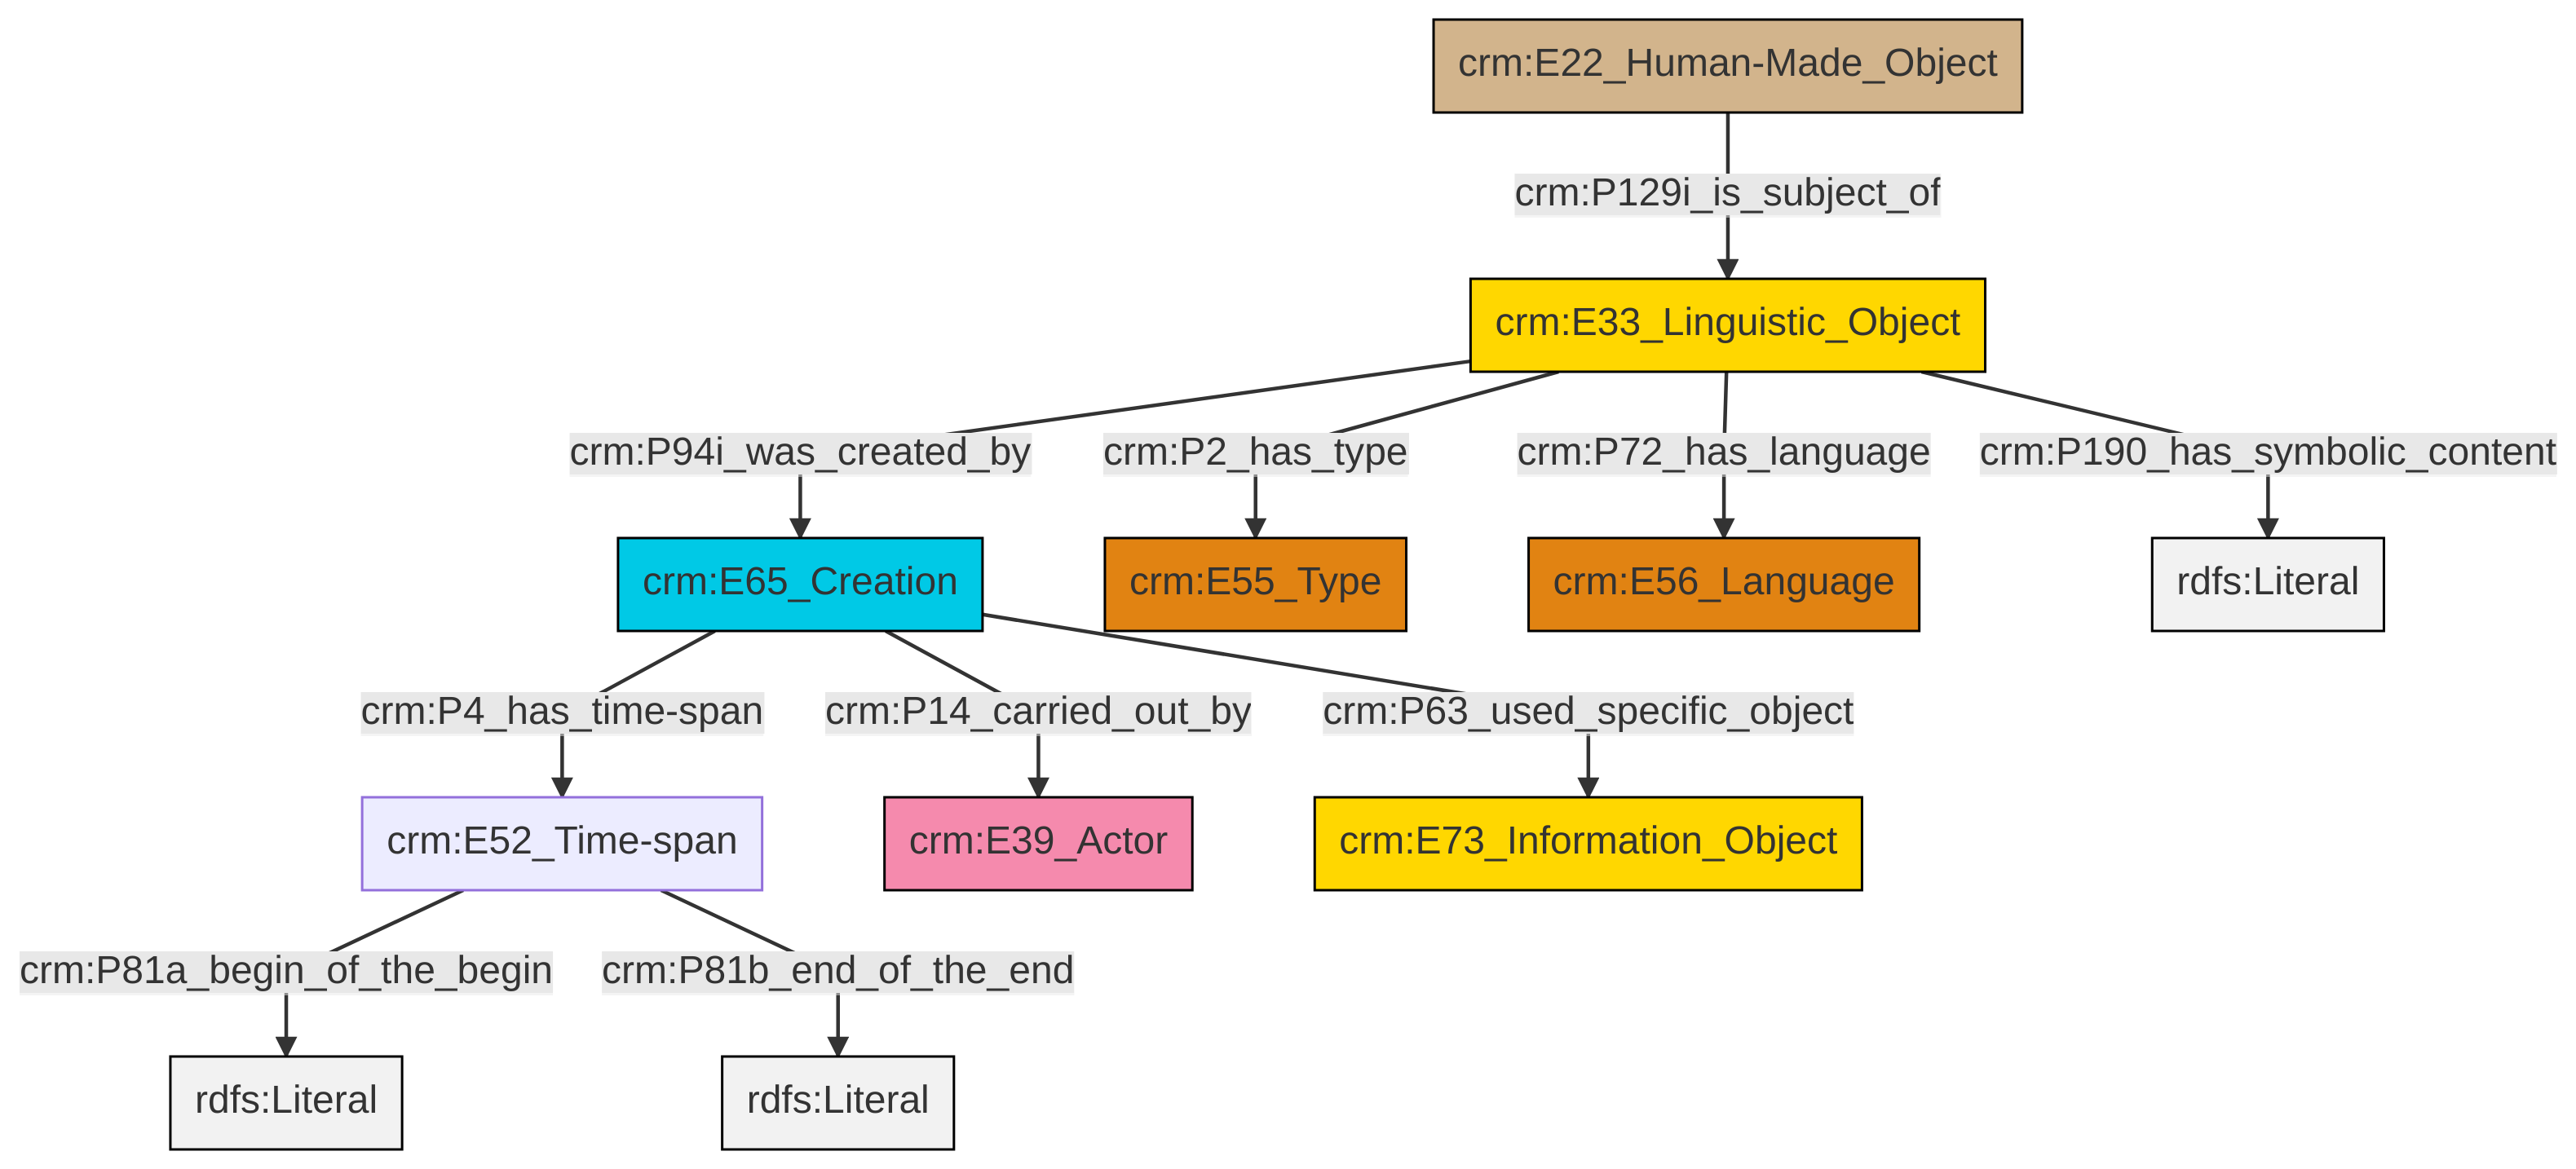 crm:E22_Human-Made_Object
crm:P129i_is_subject_of
crm:E33_Linguistic_Object
crm:P94i_was_created_by
crm:P2_has_type
crm:P72_has_language
crm:P190_has_symbolic_content
crm:E65_Creation
crm:E55_Type
crm:E56_Language
rdfs:Literal
crm:P4_has_time-span
crm:P14_carried_out_by
crm:P63_used_specific_object
crm:E52_Time-span
crm:E39_Actor
crm:E73_Information_Object
crm:P81a_begin_of_the_begin
crm:P81b_end_of_the_end
rdfs:Literal
rdfs:Literal